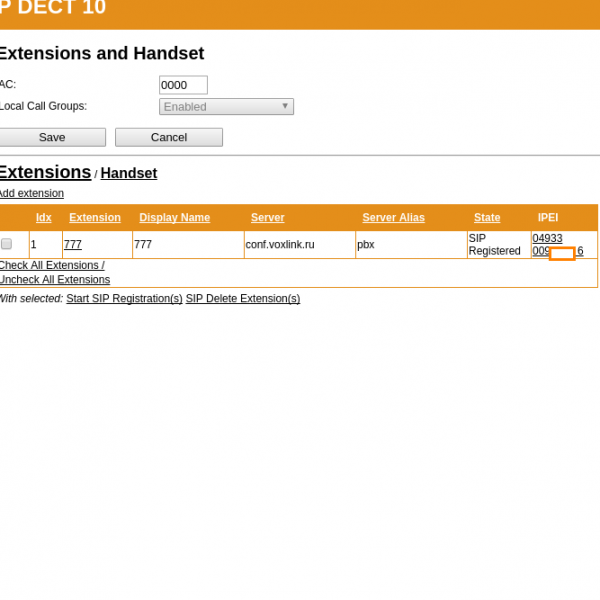 P DECT 10
Extensions and Handset
AC: 0000
Local Call Groups: Enabled
Save Cancel
Extensions / Handset
Add extension
Idx Extension Display Name Server Server Alias State IPEI
1 777 777 conf.voxlink.ru pbx SIP Registered 04933 009 6
Check All Extensions /
Uncheck All Extensions
With selected: Start SIP Registration(s) SIP Delete Extension(s)